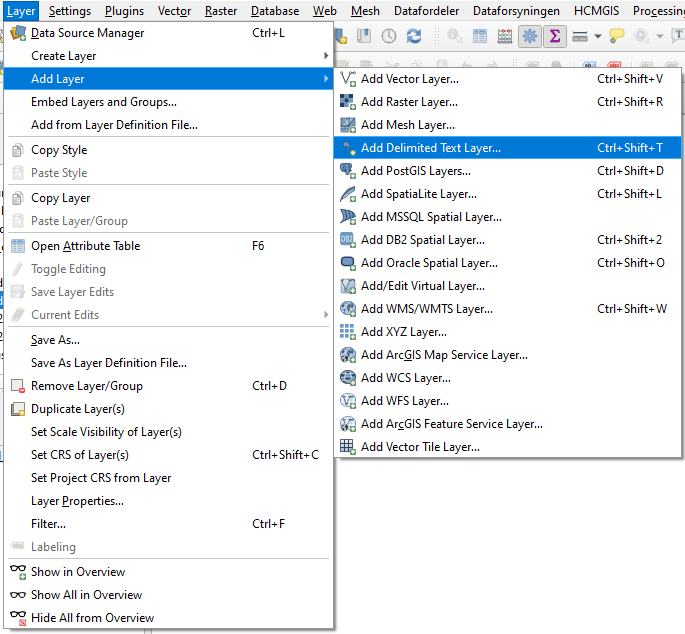 Layer Settings Plugins Vector Raster Database Web Mesh Datafordeler Dataforsyningen HCMGIS Processing
Data Source Manager Ctrl+L
Create Layer
Add Layer
Embed Layers and Groups...
Add from Layer Definition File...
Copy Style
Paste Style
Copy Layer
Paste Layer/Group
Open Attribute Table F6
Toggle Editing
Save Layer Edits
Current Edits
Save As...
Save As Layer Definition File...
Remove Layer/Group Ctrl+D
Duplicate Layer(s)
Set Scale Visibility of Layer(s)
Set CRS of Layer(s) Ctrl+Shift+C
Set Project CRS from Layer
Layer Properties...
Filter... Ctrl+F
Labeling
Show in Overview
Show All in Overview
Hide All from Overview
Add Vector Layer... Ctrl+Shift+V
Add Raster Layer... Ctrl+Shift+R
Add Mesh Layer...
Add Delimited Text Layer... Ctrl+Shift+T
Add PostGIS Layers... Ctrl+Shift+D
Add SpatiaLite Layer... Ctrl+Shift+L
Add MSSQL Spatial Layer...
Add DB2 Spatial Layer... Ctrl+Shift+2
Add Oracle Spatial Layer... Ctrl+Shift+O
Add/Edit Virtual Layer...
Add WMS/WMTS Layer... Ctrl+Shift+W
Add XYZ Layer...
Add ArcGIS Map Service Layer...
Add WCS Layer...
Add WFS Layer...
Add ArcGIS Feature Service Layer...
Add Vector Tile Layer...